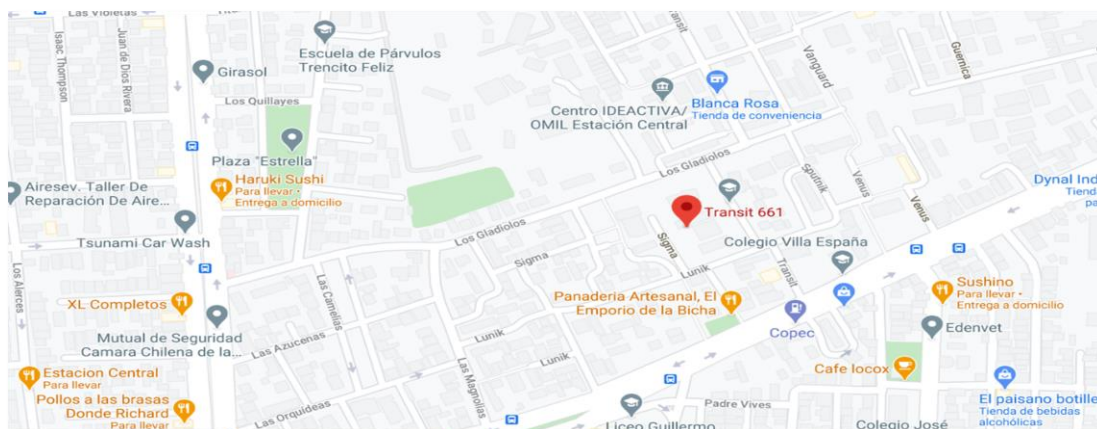 Las Violetas
Isaac Thompson
Juan de Dios Rivera
Girasol
Escuela de Párvulos
Trencito Feliz
Los Quillayes
Plaza "Estrella"
Haruki Sushi
Para llevar •
Entrega a domicilio
Airesev. Taller De
Reparación De Aire...
Tsunami Car Wash
Los Alerces
XL Completos
Mutual de Seguridad
Camara Chilena de la...
Estacion Central
Para llevar
Pollos a las brasas
Donde Richard
Para llevar
Las Camelias
Las Azucenas
Las Orquideas
Las Magnolias
Los Gladiolos
Sigma
Lunik
Lunik
Transit
Centro IDEACTIVA/
OMIL Estación Central
Blanca Rosa
Tienda de conveniencia
Vanguard
Guernica
Los Gladiolos
Sputnik
Venus
Venus
Transit 661
Sigma
Lunik
Transit
Colegio Villa España
Dynal Ind
Tienda
pa
Panaderia Artesanal, El
Emporio de la Bicha
Copec
Sushino
Para llevar •
Entrega a domicilio
Edenvet
Cafe locox
El paisano botille
Tienda de bebidas
alcohólicas
Padre Vives
Liceo Guillermo
Colegio José